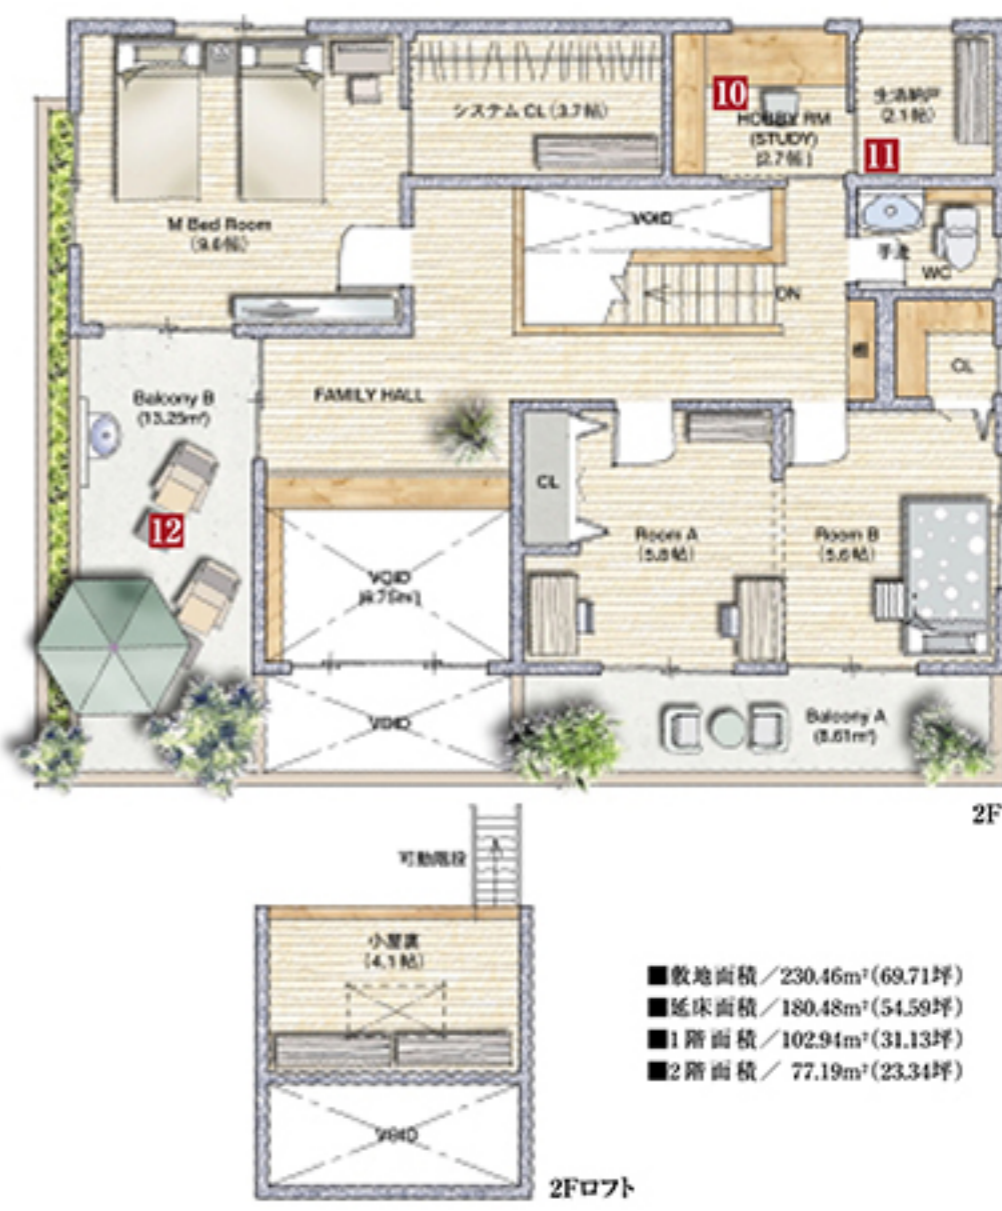 システムCL(3.7帖)
10
HOBBY RM
(STUDY)
(2.7帖)
生活納戸
(2.1帖)
11
M Bed Room
(9.6帖)
VOID
手洗
WC
DN
棚
CL
Balcony B
(13.25m²)
FAMILY HALL
12
CL
Room A
Room B
(5.6帖)
VOID
VOID
Balcony A
(8.61m²)
2F
可動階段
小屋裏
(4.1帖)
VOID
2Fロフト
■敷地面積／230.46m²(69.71坪)
■延床面積／180.48m²(54.59坪)
■1階面積／102.94m²(31.13坪)
■2階面積／ 77.19m²(23.34坪)